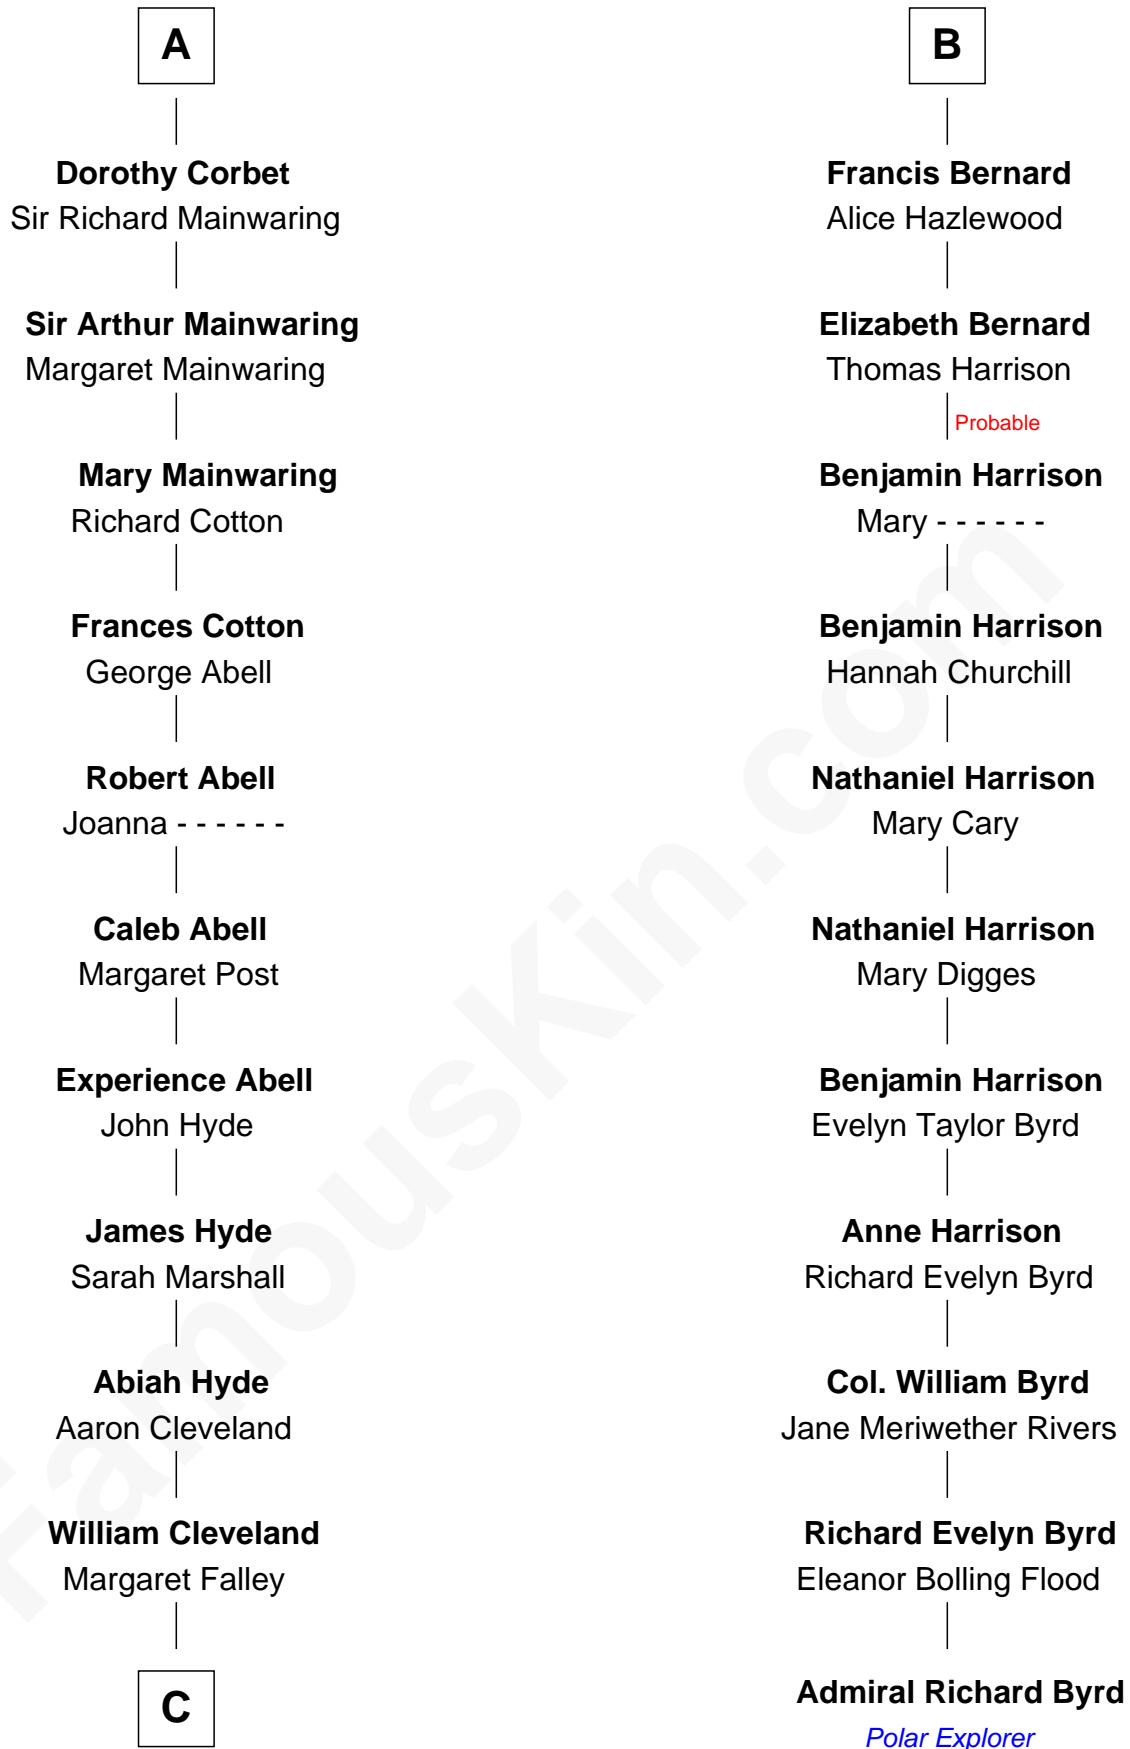 A
Dorothy Corbet
Sir Richard Mainwaring
Sir Arthur Mainwaring
Margaret Mainwaring
Mary Mainwaring
Richard Cotton
Frances Cotton
George Abell
Robert Abell
Joanna - - - - - -
Caleb Abell
Margaret Post
Experience Abell
John Hyde
James Hyde
Sarah Marshall
Abiah Hyde
Aaron Cleveland
William Cleveland
Margaret Falley
C
B
Francis Bernard
Alice Hazlewood
Elizabeth Bernard
Thomas Harrison
Probable
Benjamin Harrison
Mary - - - - - -
Benjamin Harrison
Hannah Churchill
Nathaniel Harrison
Mary Cary
Nathaniel Harrison
Mary Digges
Benjamin Harrison
Evelyn Taylor Byrd
Anne Harrison
Richard Evelyn Byrd
Col. William Byrd
Jane Meriwether Rivers
Richard Evelyn Byrd
Eleanor Bolling Flood
Admiral Richard Byrd
Polar Explorer
FamousKin.com